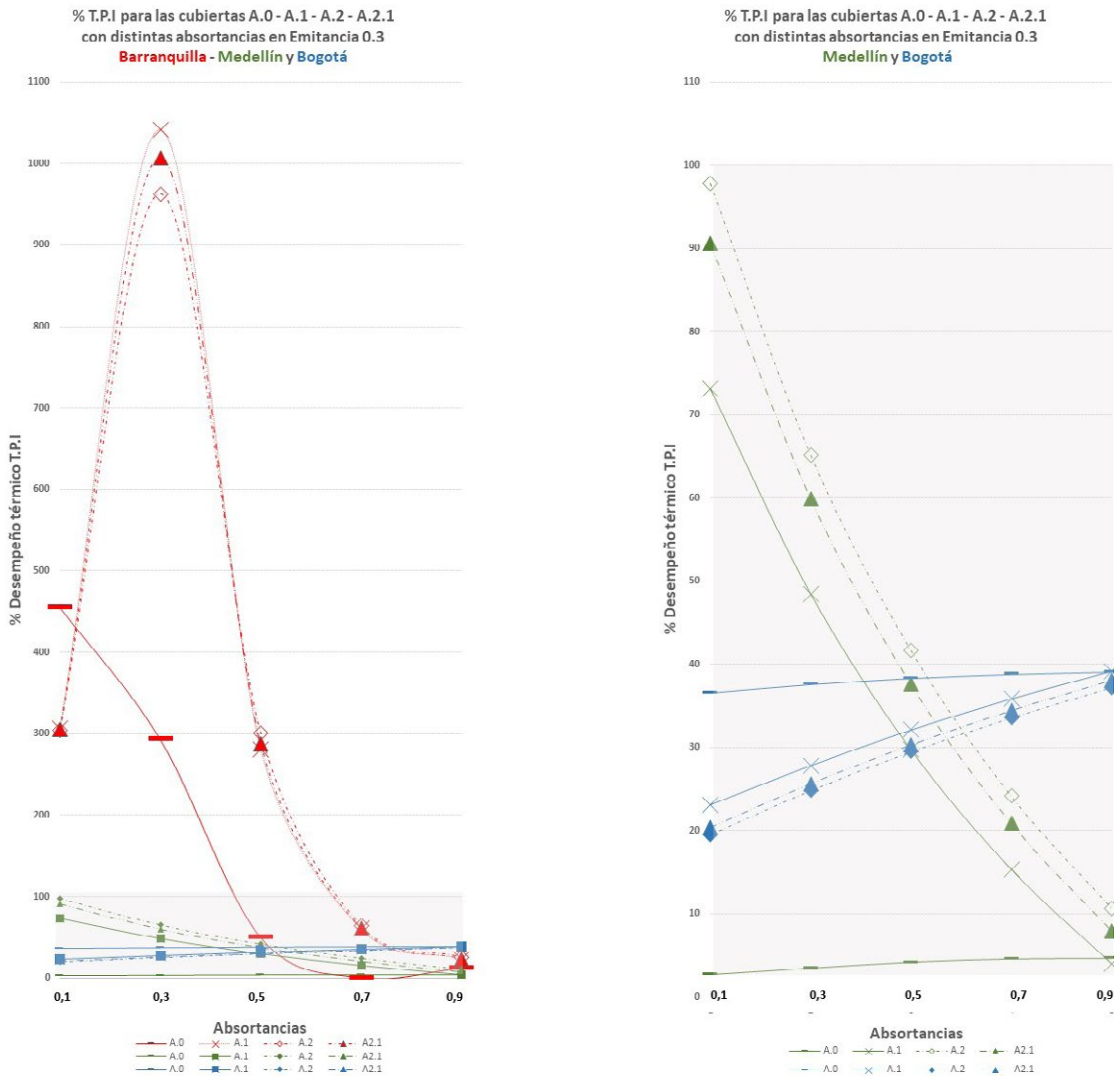 % T.P.I para las cubiertas A.0 - A.1 - A.2 - A.2.1
con distintas absortancias en Emitancia 0.3
Barranquilla - Medellín y Bogotá
1100
1000
900
800
700
600
500
400
300
200
100
0
% Desempeño térmico T.P.I
0,1 0,3 0,5 0,7 0,9
Absortancias
A.0 A.1 A.2 A2.1
A.0 A.1 A.2 A2.1
A.0 A.1 A.2 A2.1
% T.P.I para las cubiertas A.0 - A.1 - A.2 - A.2.1
con distintas absortancias en Emitancia 0.3
Medellín y Bogotá
110
100
90
80
70
60
50
40
30
20
10
0
% Desempeño térmico T.P.I
0,1 0,3 0,5 0,7 0,9
Absortancias
A.0 A.1 A.2 A2.1
A.0 A.1 A.2 A2.1